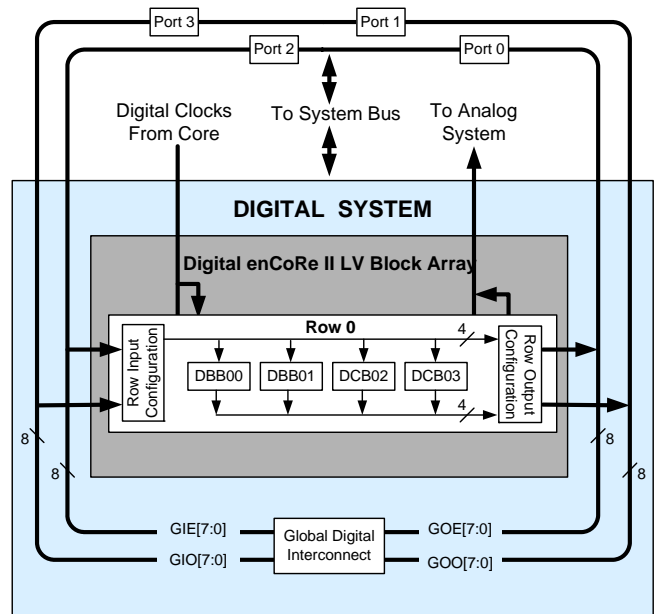 Port 3
Port 1
Port 2
Port 0
Digital Clocks
From Core
To System Bus
To Analog
System
DIGITAL SYSTEM
Digital enCoRe II LV Block Array
Row 0
4
Row Input
Configuration
DBB00
DBB01
DCB02
DCB03
4
Row Output
Configuration
8
8
8
8
GIE[7:0]
GIO[7:0]
Global Digital
Interconnect
GOE[7:0]
GOO[7:0]